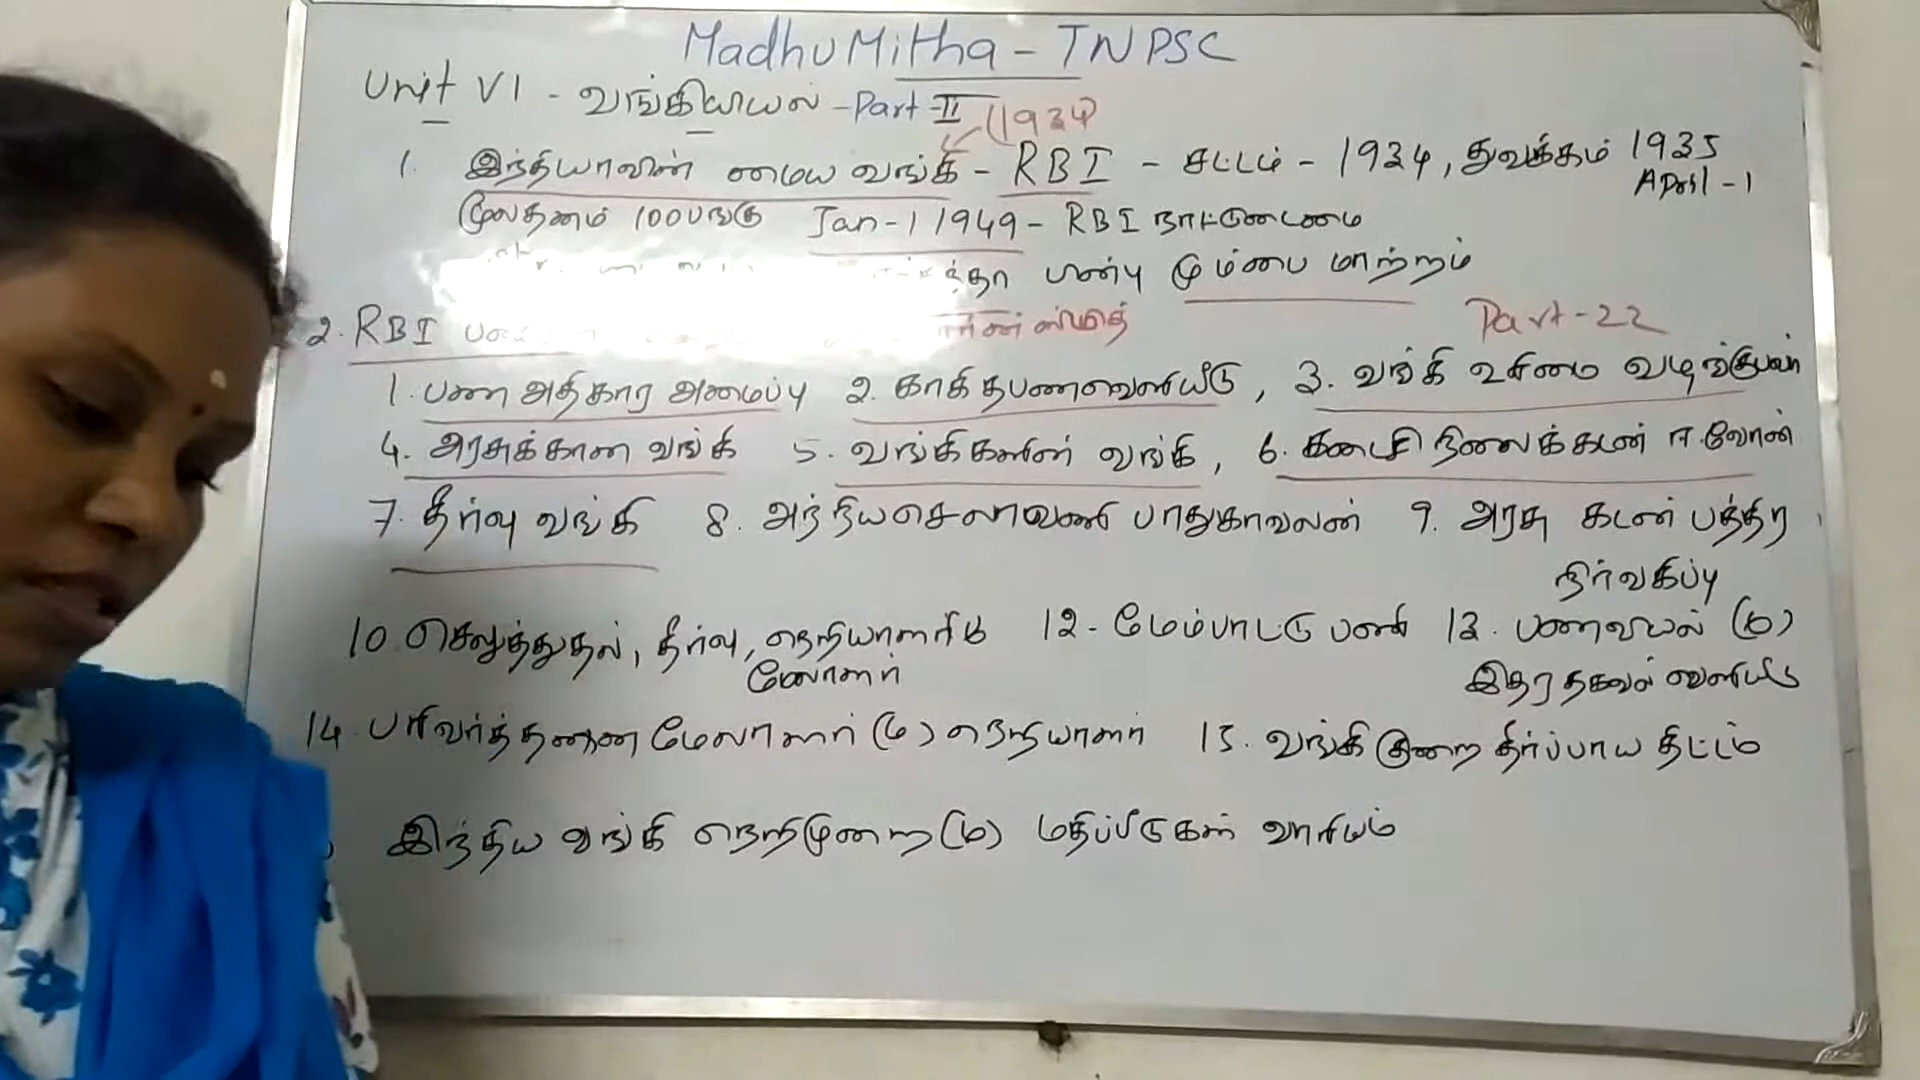 MadhuMitha - TNPSC
Unit VI - வங்கியியல் - Part - II (1934)
1. இந்தியாவின் மைய வங்கி - RBI - சட்டம் - 1934, துவக்கம் 1935
April - 1
மூலதனம் 100 பங்கு Jan - 1 1949 - RBI நாட்டுடைமை
பண்பு மும்பை மாற்றம்
2. RBI
Part - 22
1. பண அதிகார அமைப்பு 2. காகிதபணவெளியீடு, 3. வங்கி உரிமை வழங்குபவர்
4. அரசுக்கான வங்கி 5. வங்கிகளின் வங்கி, 6. கடைசி நிலைக்கடன் ஈ.வோன்
7. தீர்வு வங்கி 8. அந்நியசெலாவணி பாதுகாவலன் 9. அரசு கடன் பத்திர
நிர்வகிப்பு
10. செலுத்துதல், தீர்வு, நெறியாளரிடு 12 - மேம்பாட்டு பணி 13. பணவியல் (ம)
மேலாளர் இதர தகவல் வெளியீடு
14. பரிவர்த்தனை மேலாளர் (ம) நெறியாளர் 15. வங்கி குறை தீர்ப்பாய திட்டம்
இந்திய வங்கி நெறிமுறை (ம) மதிப்பீடுகள் வாரியம்